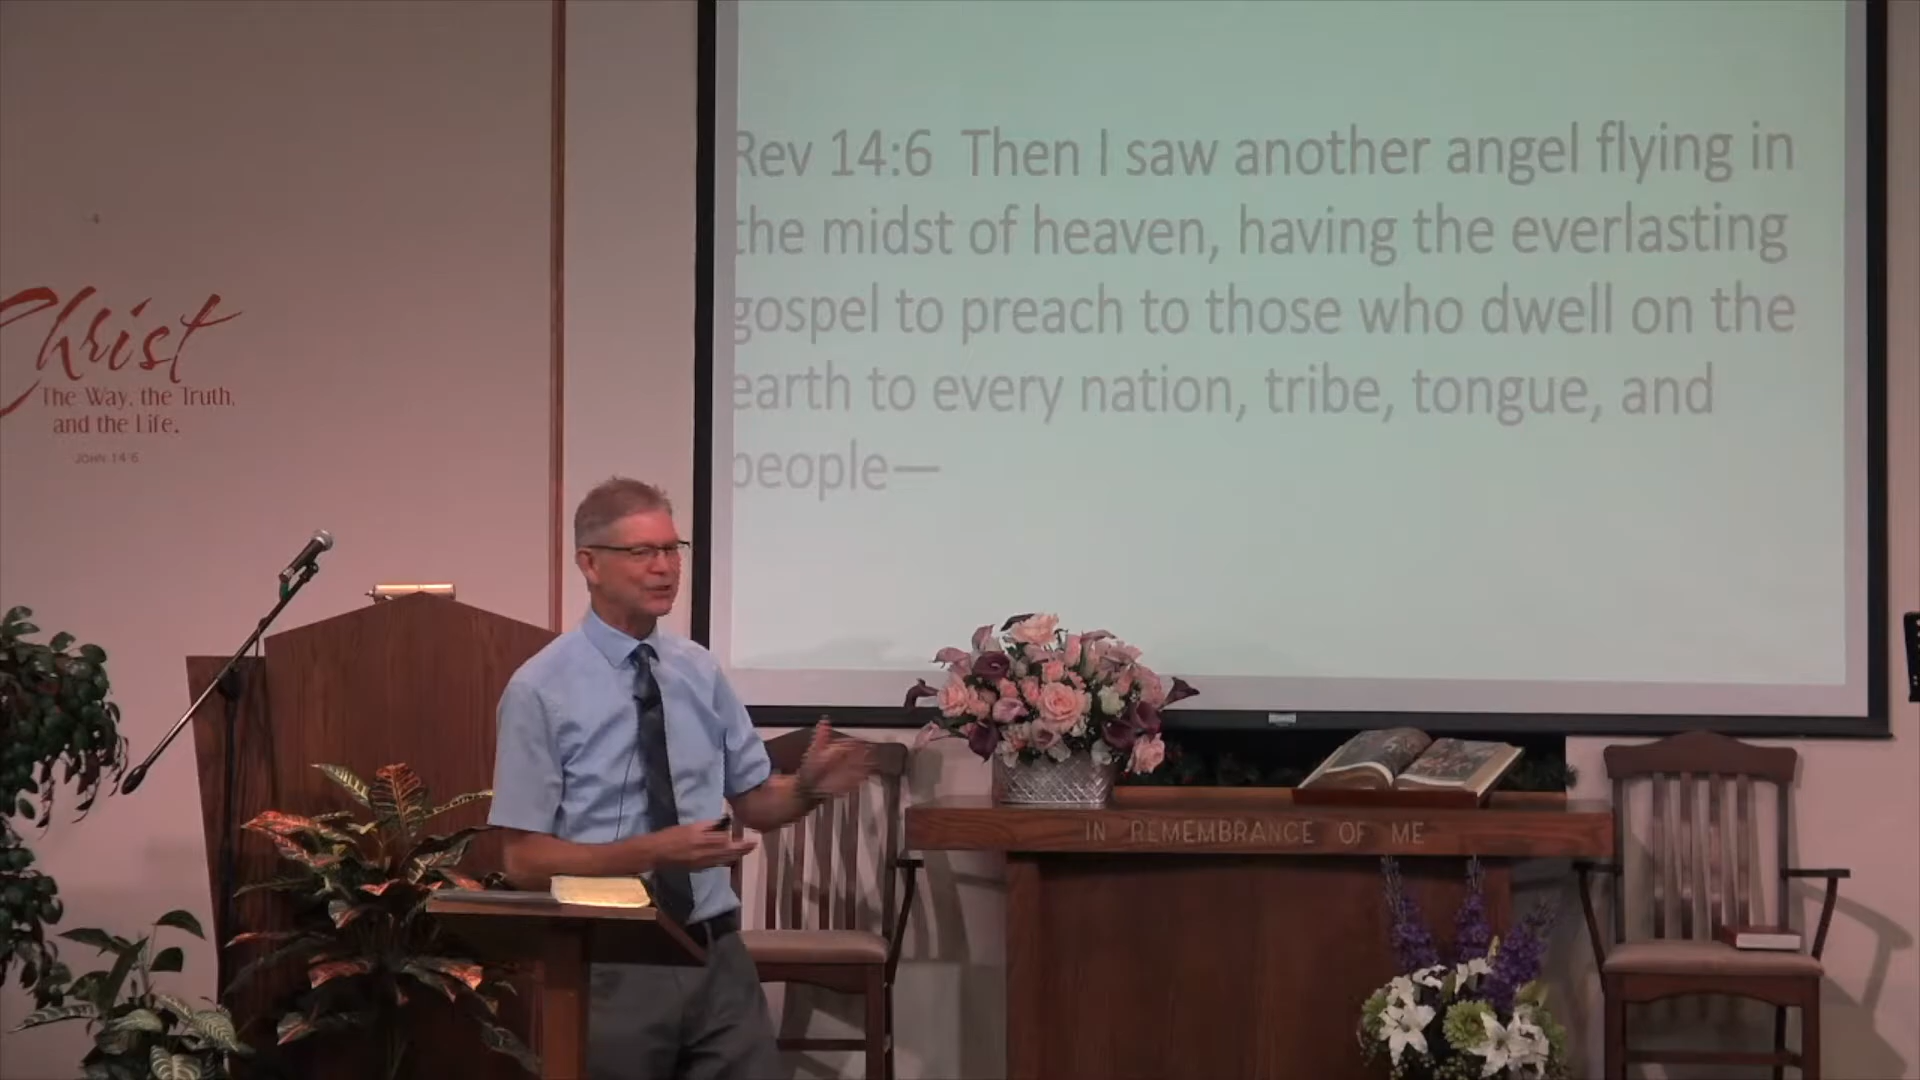 Rev 14:6 Then I saw another angel flying in
the midst of heaven, having the everlasting
gospel to preach to those who dwell on the
earth to every nation, tribe, tongue, and
people—
Christ
The Way, the Truth,
and the Life.
JOHN 14:6
IN REMEMBRANCE OF ME